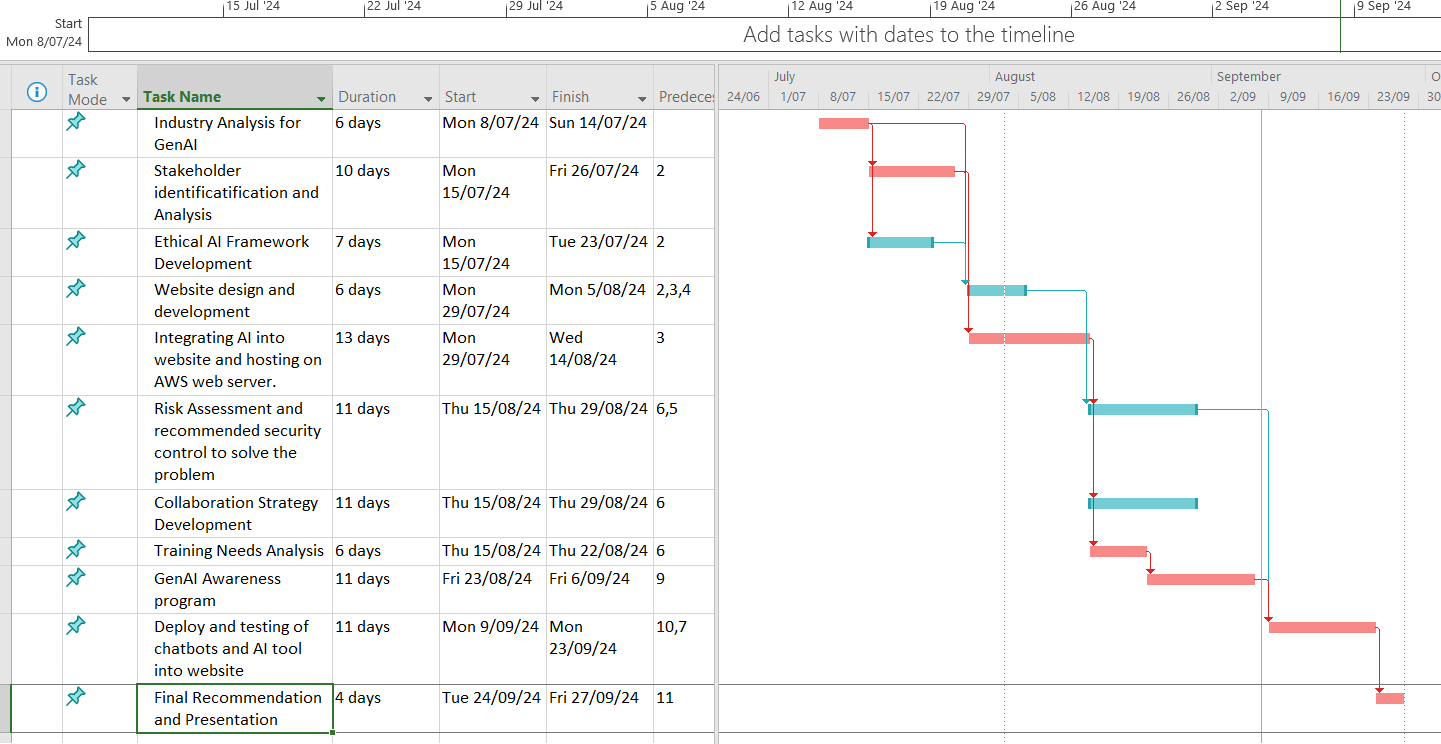 15 Jul '24 22 Jul '24 29 Jul '24 5 Aug '24 12 Aug '24 19 Aug '24 26 Aug '24 2 Sep '24 9 Sep '24
Start
Mon 8/07/24
Add tasks with dates to the timeline
Task
Mode
Task Name
Duration
Start
Finish
Predeces
July August September O
24/06 1/07 8/07 15/07 22/07 29/07 5/08 12/08 19/08 26/08 2/09 9/09 16/09 23/09 30
Industry Analysis for 6 days Mon 8/07/24 Sun 14/07/24
GenAI
Stakeholder 10 days Mon Fri 26/07/24 2
identificatification and 15/07/24
Analysis
Ethical AI Framework 7 days Mon Tue 23/07/24 2
Development 15/07/24
Website design and 6 days Mon Mon 5/08/24 2,3,4
development 29/07/24
Integrating AI into 13 days Mon Wed 3
website and hosting on 29/07/24 14/08/24
AWS web server.
Risk Assessment and 11 days Thu 15/08/24 Thu 29/08/24 6,5
recommended security
control to solve the
problem
Collaboration Strategy 11 days Thu 15/08/24 Thu 29/08/24 6
Development
Training Needs Analysis 6 days Thu 15/08/24 Thu 22/08/24 6
GenAI Awareness 11 days Fri 23/08/24 Fri 6/09/24 9
program
Deploy and testing of 11 days Mon 9/09/24 Mon 10,7
chatbots and AI tool 23/09/24
into website
Final Recommendation 4 days Tue 24/09/24 Fri 27/09/24 11
and Presentation